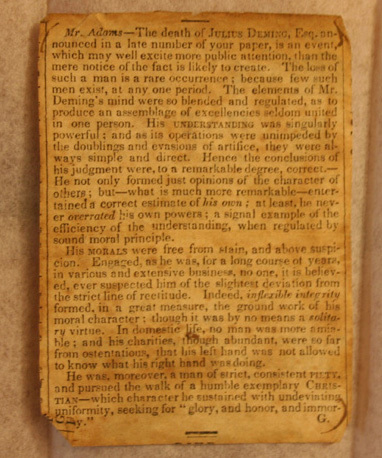 Mr. Adams—The death of JULIUS DEMING, Esq. an-
nounced in a late number of your paper, is an event,
which may well excite more public attention, than the
mere notice of the fact is likely to create. The loss of
such a man is a rare occurrence; because few such
men exist, at any one period. The elements of Mr.
Deming's mind were so blended and regulated, as to
produce an assemblage of excellencies seldom united
in one person. His UNDERSTANDING was singularly
powerful; and as its operations were unimpeded by
the doublings and evasions of artifice, they were al-
ways simple and direct. Hence the conclusions of
his judgment were, to a remarkable degree, correct.—
He not only formed just opinions of the character of
others; but—what is much more remarkable—enter-
tained a correct estimate of his own; at least, he nev-
er overrated his own powers; a signal example of the
efficiency of the understanding, when regulated by
sound moral principle.
His MORALS were free from stain, and above suspi-
cion. Engaged, as he was, for a long course of years,
in various and extensive business, no one, it is believ-
ed, ever suspected him of the slightest deviation from
the strict line of rectitude. Indeed, inflexible integrity
formed, in a great measure, the ground work of his
moral character; though it was by no means a solita-
ry virtue. In domestic life, no man was more amia-
ble; and his charities, though abundant, were so far
from ostentatious, that his left hand was not allowed
to know what his right hand was doing.
He was, moreover, a man of strict, consistent PIETY,
and pursued the walk of a humble exemplary CHRIS-
TIAN—which character he sustained with undeviating
uniformity, seeking for "glory, and honor, and immor-
tality." G.